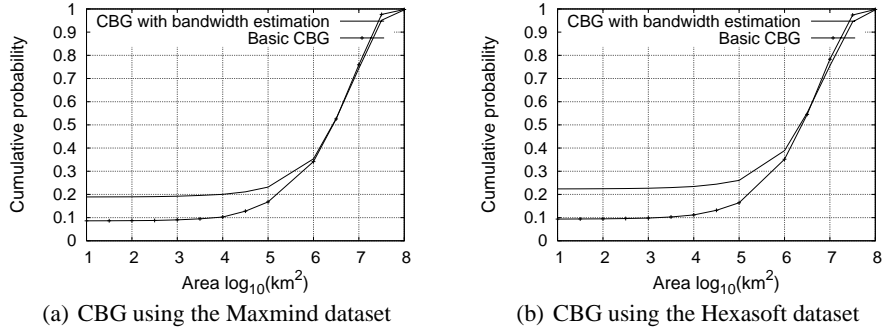 CBG with bandwidth estimation
Basic CBG
Cumulative probability
1
0.9
0.8
0.7
0.6
0.5
0.4
0.3
0.2
0.1
0
1 2 3 4 5 6 7 8
Area log10(km2)
(a) CBG using the Maxmind dataset
CBG with bandwidth estimation
Basic CBG
Cumulative probability
1
0.9
0.8
0.7
0.6
0.5
0.4
0.3
0.2
0.1
0
1 2 3 4 5 6 7 8
Area log10(km2)
(b) CBG using the Hexasoft dataset